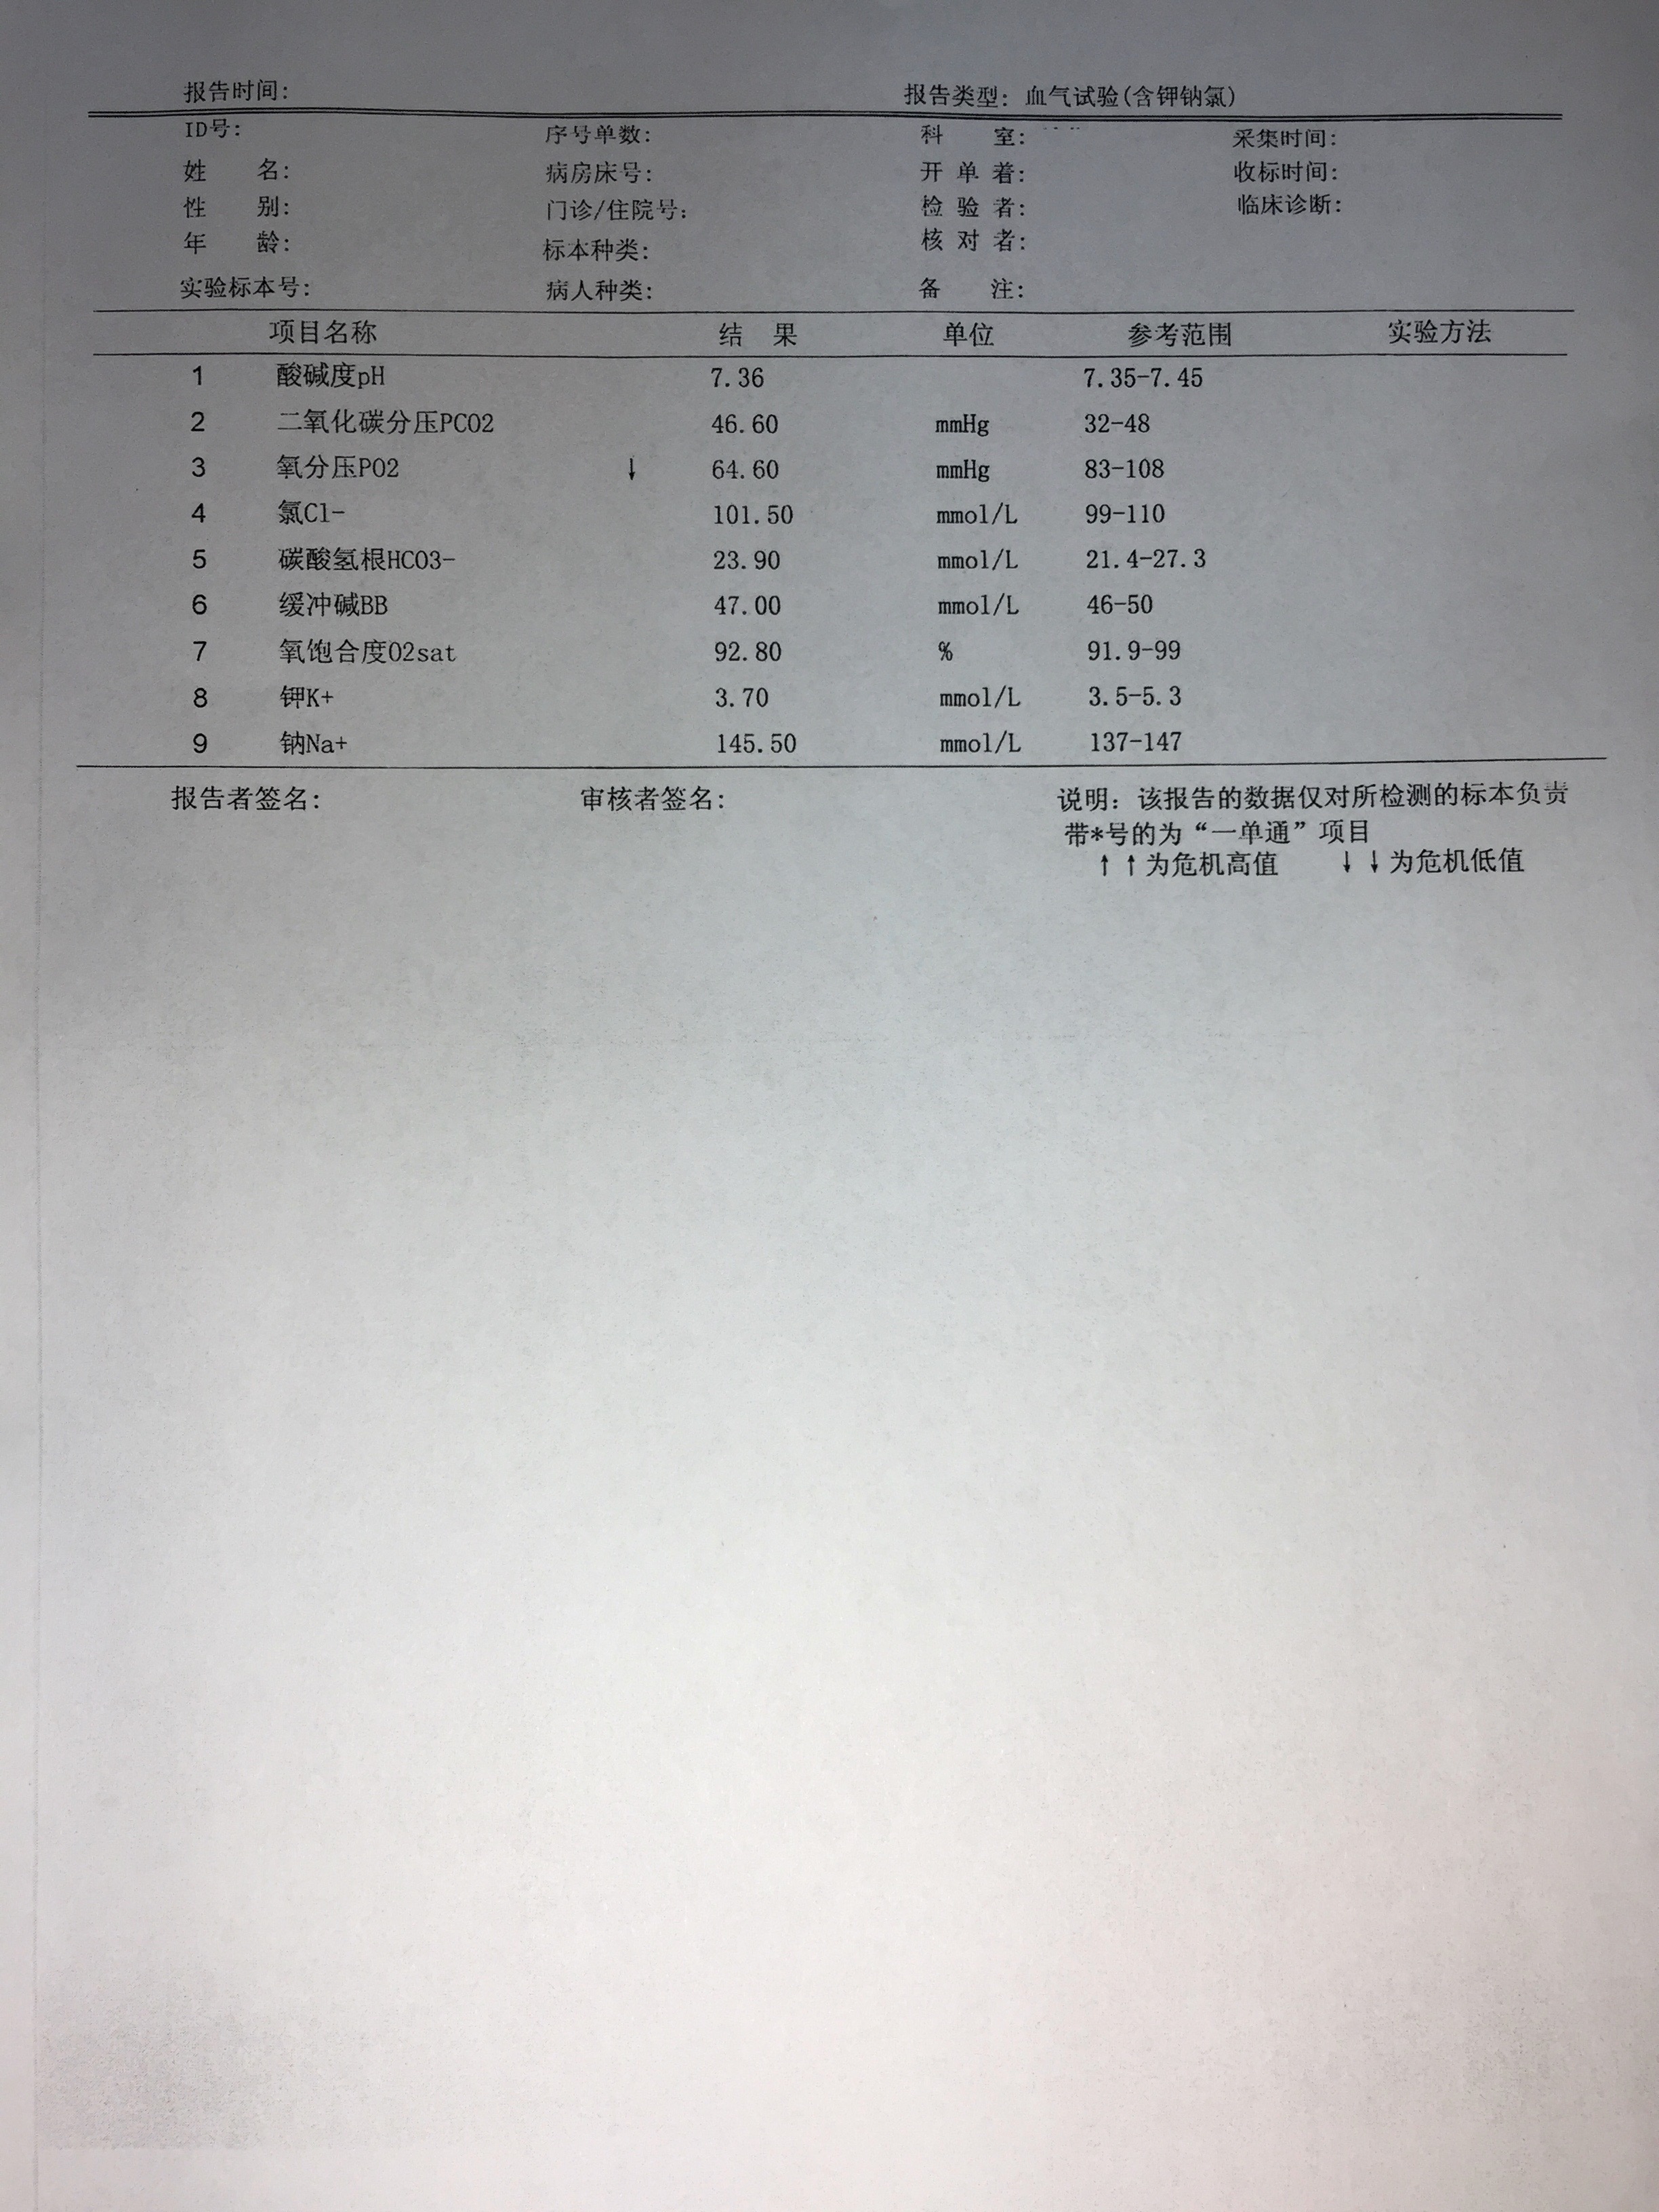 报告时间: 报告类型: 血气试验(含钾钠氯)
ID号: 序号单数: 科 室: 采集时间:
姓 名: 病房床号: 开 单 着: 收标时间:
性 别: 门诊/住院号: 检 验 者: 临床诊断:
年 龄: 标本种类: 核 对 者:
实验标本号: 病人种类: 备 注:
项目名称 结 果 单位 参考范围 实验方法
1 酸碱度pH 7.36 7.35-7.45
2 二氧化碳分压PCO2 46.60 mmHg 32-48
3 氧分压PO2 ↓ 64.60 mmHg 83-108
4 氯Cl- 101.50 mmol/L 99-110
5 碳酸氢根HCO3- 23.90 mmol/L 21.4-27.3
6 缓冲碱BB 47.00 mmol/L 46-50
7 氧饱合度O2sat 92.80 % 91.9-99
8 钾K+ 3.70 mmol/L 3.5-5.3
9 钠Na+ 145.50 mmol/L 137-147
报告者签名: 审核者签名: 说明: 该报告的数据仅对所检测的标本负责
带*号的为“一单通”项目
↑↑为危机高值 ↓↓为危机低值